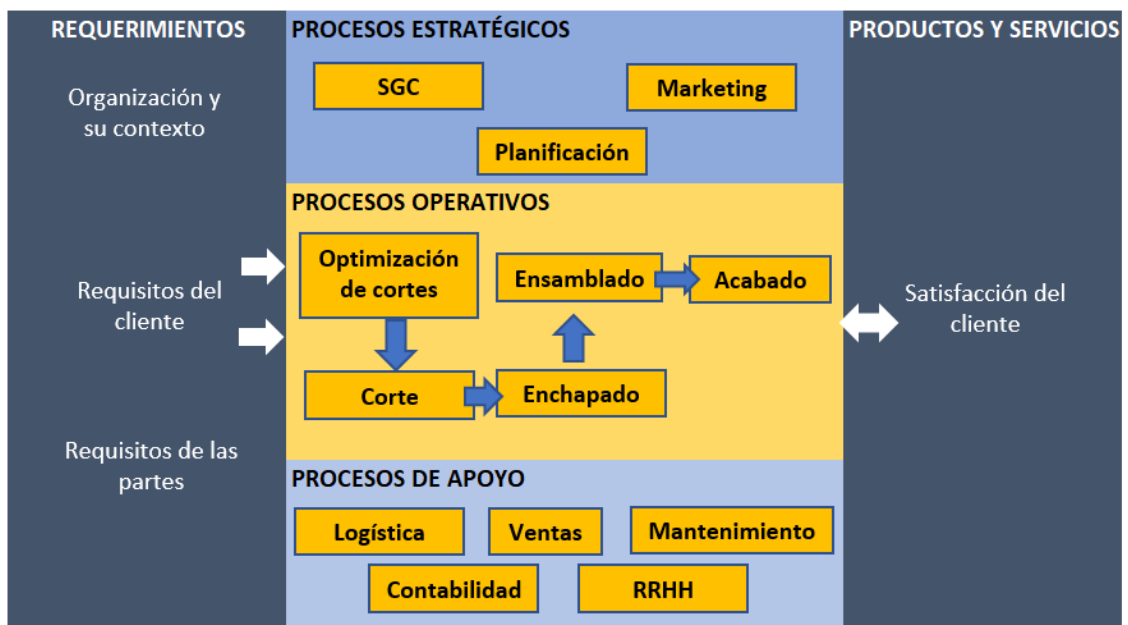 REQUERIMIENTOS
Organización y
su contexto
Requisitos del
cliente
Requisitos de las
partes
PROCESOS ESTRATÉGICOS
SGC
Marketing
Planificación
PROCESOS OPERATIVOS
Optimización
de cortes
Ensamblado
Acabado
Corte
Enchapado
PROCESOS DE APOYO
Logística
Ventas
Mantenimiento
Contabilidad
RRHH
PRODUCTOS Y SERVICIOS
Satisfacción del
cliente